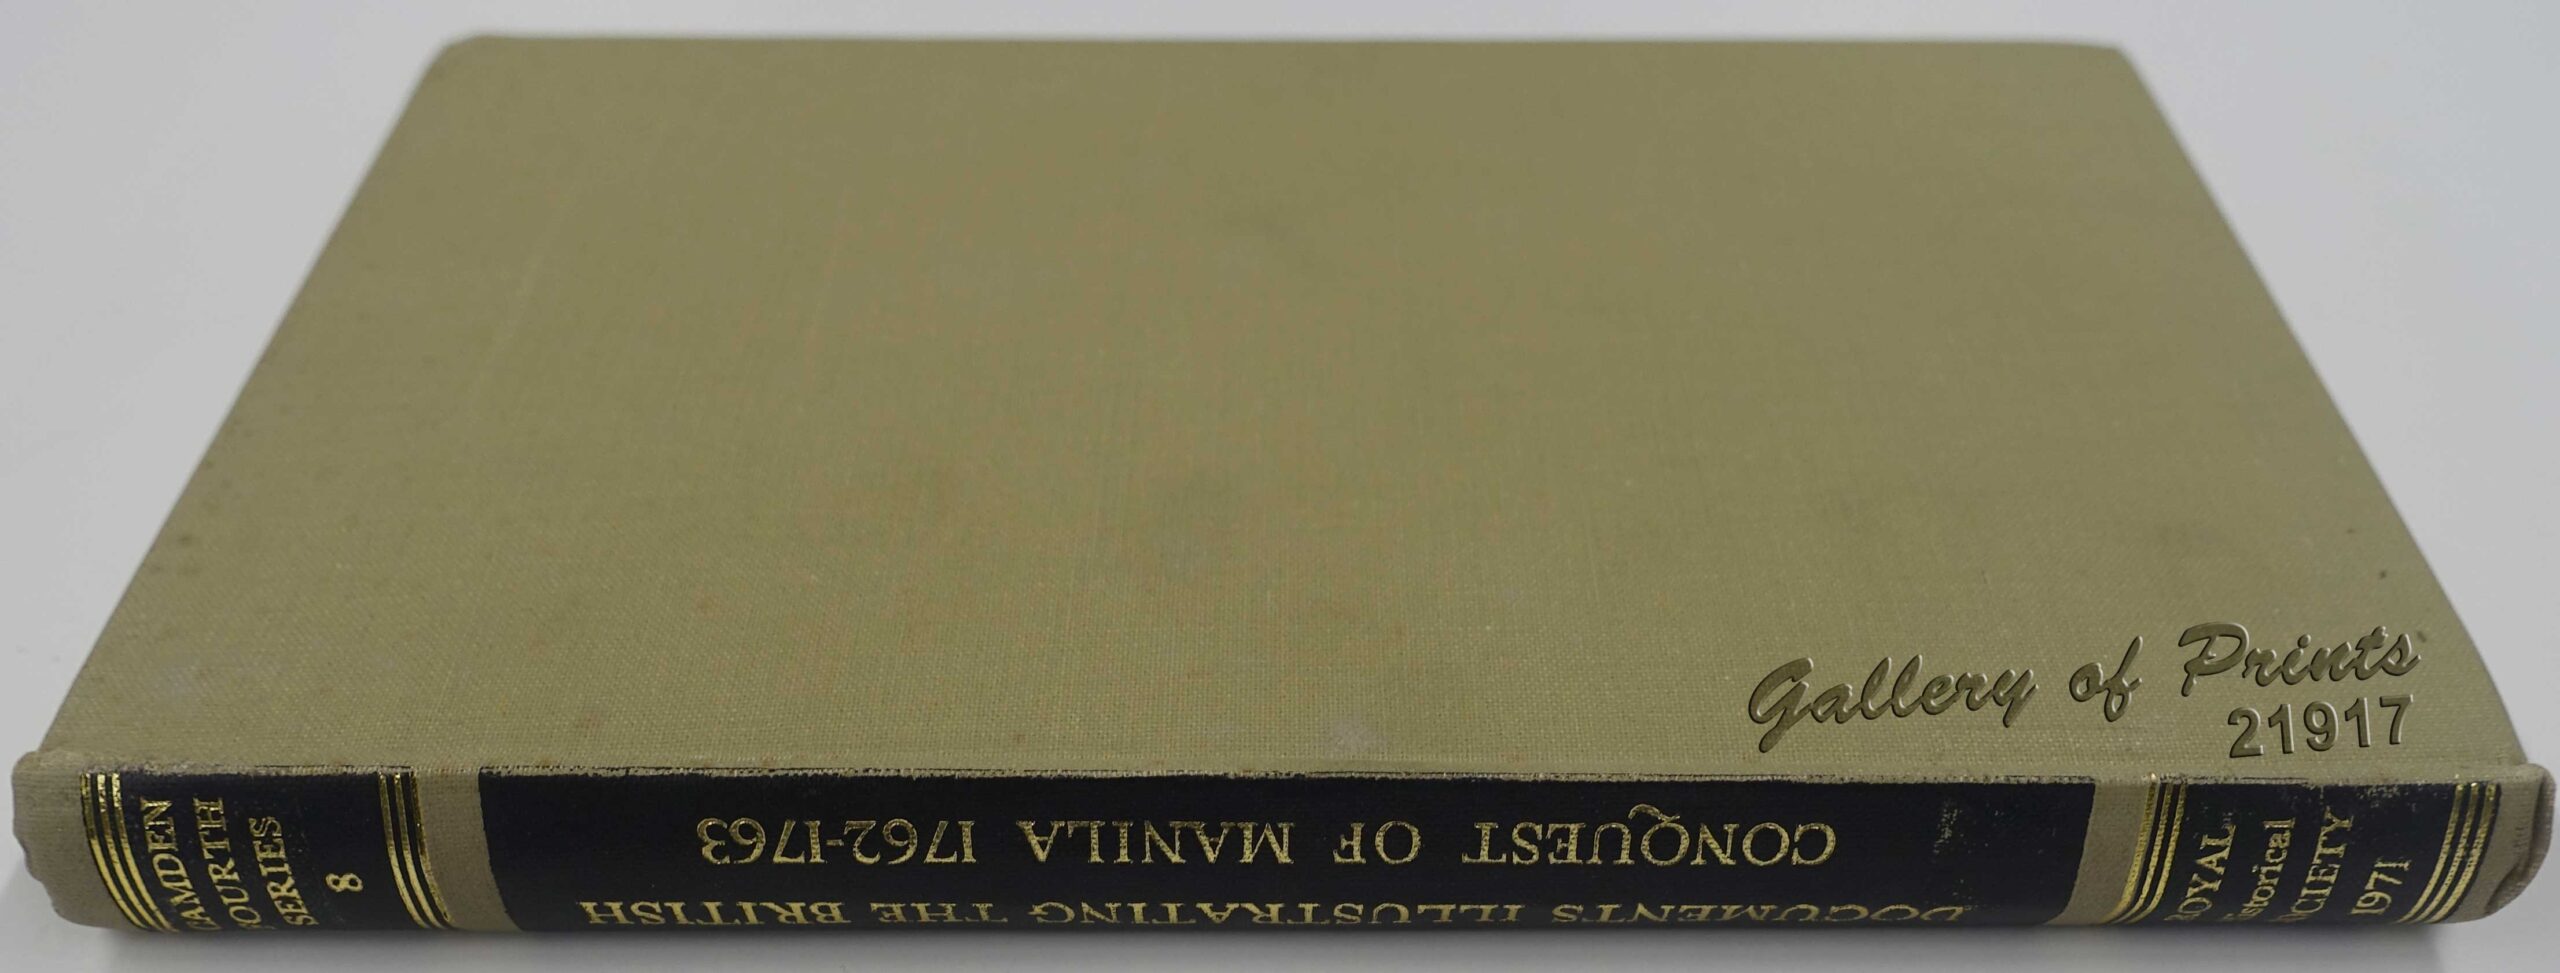 CAMDEN
FOURTH
SERIES
8
DOCUMENTS ILLUSTRATING THE BRITISH
CONQUEST OF MANILA 1762-1763
ROYAL
Historical
SOCIETY
1971
Gallery of Prints
21917